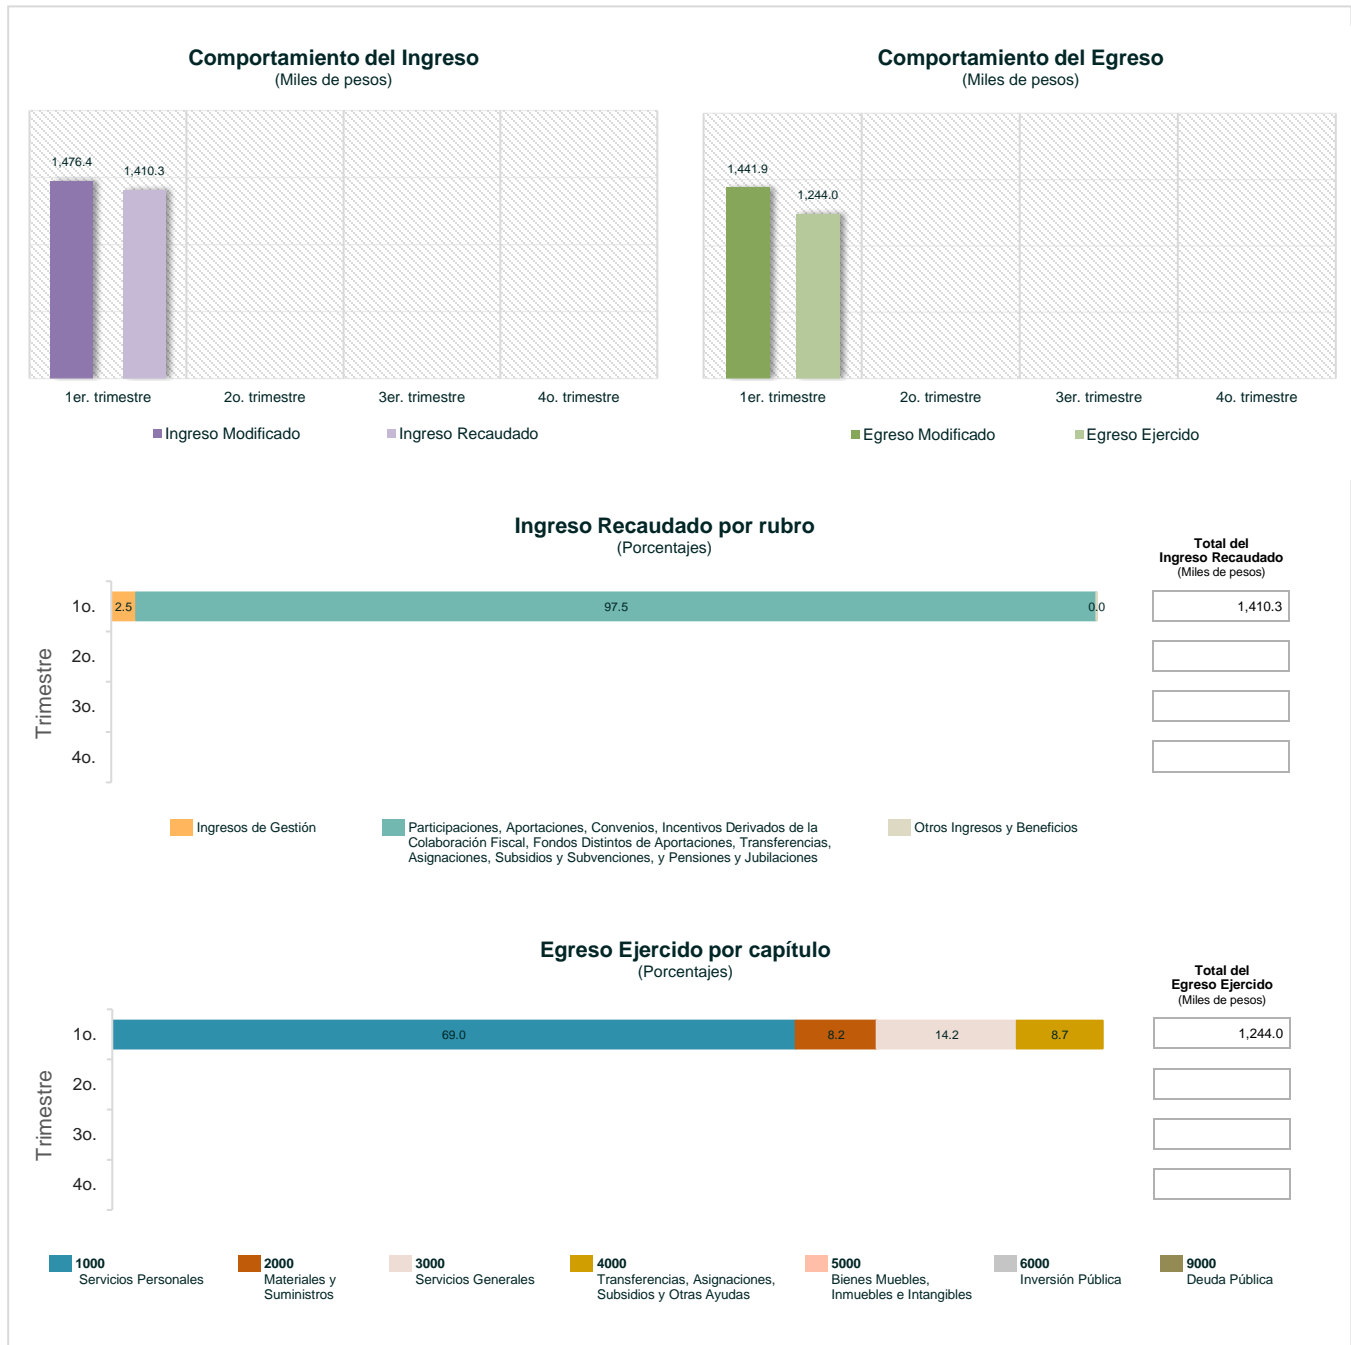 Comportamiento del Ingreso
(Miles de pesos)
1,476.4
1,410.3
1er. trimestre 2o. trimestre 3er. trimestre 4o. trimestre
Ingreso Modificado Ingreso Recaudado
Comportamiento del Egreso
(Miles de pesos)
1,441.9
1,244.0
1er. trimestre 2o. trimestre 3er. trimestre 4o. trimestre
Egreso Modificado Egreso Ejercido
Ingreso Recaudado por rubro
(Porcentajes)
Total del
Ingreso Recaudado
(Miles de pesos)
Trimestre
1o. 2.5 97.5 0.0 1,410.3
2o.
3o.
4o.
Ingresos de Gestión
Participaciones, Aportaciones, Convenios, Incentivos Derivados de la
Colaboración Fiscal, Fondos Distintos de Aportaciones, Transferencias,
Asignaciones, Subsidios y Subvenciones, y Pensiones y Jubilaciones
Otros Ingresos y Beneficios
Egreso Ejercido por capítulo
(Porcentajes)
Total del
Egreso Ejercido
(Miles de pesos)
Trimestre
1o. 69.0 8.2 14.2 8.7 1,244.0
2o.
3o.
4o.
1000
Servicios Personales
2000
Materiales y
Suministros
3000
Servicios Generales
4000
Transferencias, Asignaciones,
Subsidios y Otras Ayudas
5000
Bienes Muebles,
Inmuebles e Intangibles
6000
Inversión Pública
9000
Deuda Pública